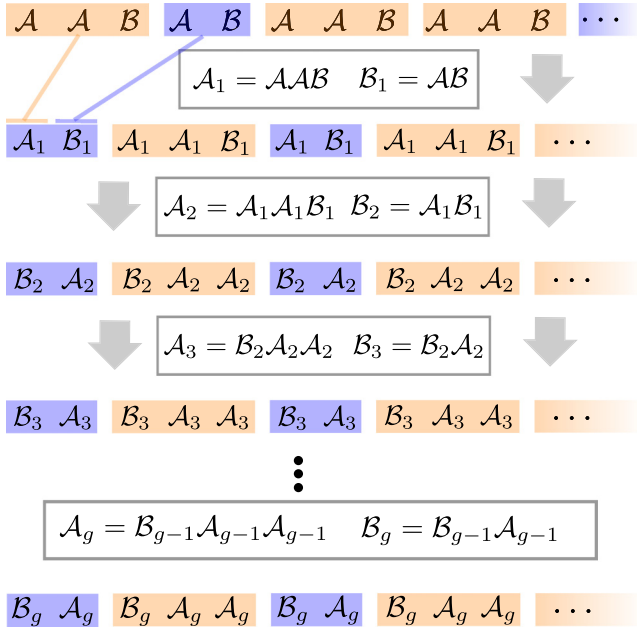 𝒜 𝒜 ℬ 𝒜 ℬ 𝒜 𝒜 ℬ 𝒜 𝒜 ℬ ···
𝒜₁ = 𝒜𝒜ℬ ℬ₁ = 𝒜ℬ
𝒜₁ ℬ₁ 𝒜₁ 𝒜₁ ℬ₁ 𝒜₁ ℬ₁ 𝒜₁ 𝒜₁ ℬ₁ ···
𝒜₂ = 𝒜₁𝒜₁ℬ₁ ℬ₂ = 𝒜₁ℬ₁
ℬ₂ 𝒜₂ ℬ₂ 𝒜₂ 𝒜₂ ℬ₂ 𝒜₂ ℬ₂ 𝒜₂ 𝒜₂ ···
𝒜₃ = ℬ₂𝒜₂𝒜₂ ℬ₃ = ℬ₂𝒜₂
ℬ₃ 𝒜₃ ℬ₃ 𝒜₃ 𝒜₃ ℬ₃ 𝒜₃ ℬ₃ 𝒜₃ 𝒜₃ ···
⋮
𝒜_g = ℬ_{g−1}𝒜_{g−1}𝒜_{g−1} ℬ_g = ℬ_{g−1}𝒜_{g−1}
ℬ_g 𝒜_g ℬ_g 𝒜_g 𝒜_g ℬ_g 𝒜_g ℬ_g 𝒜_g 𝒜_g ···